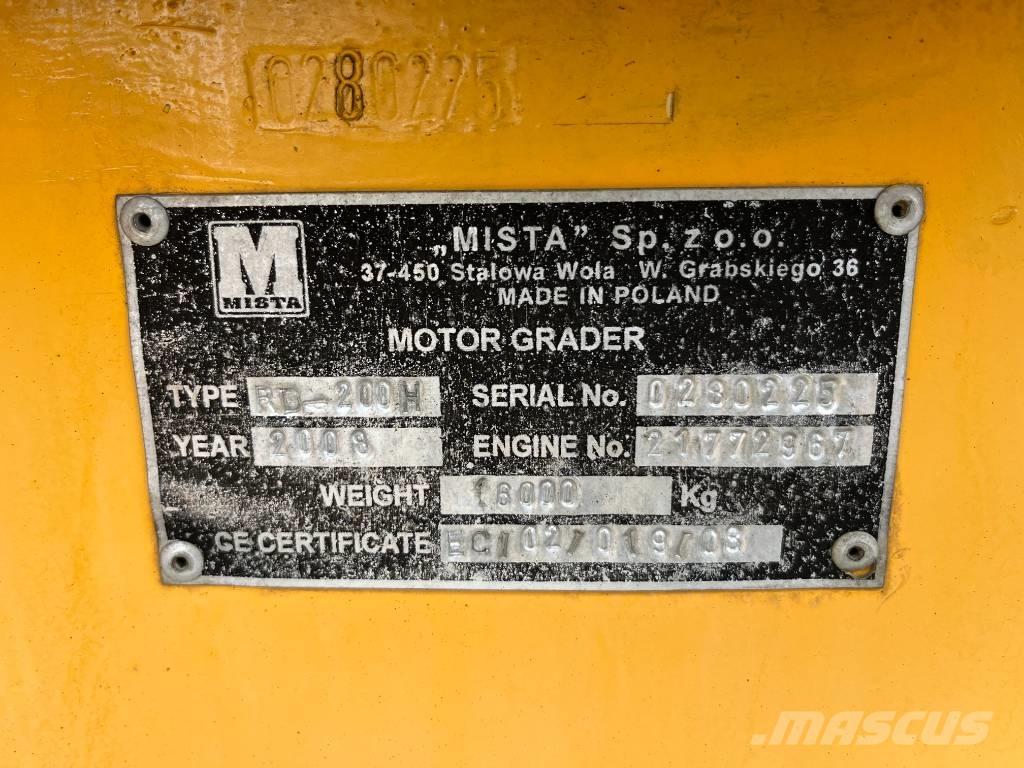 0280225
M
MISTA
„MISTA" Sp. z o.o.
37-450 Stalowa Wola W. Grabskiego 36
MADE IN POLAND
MOTOR GRADER
TYPE RD-200H SERIAL No. 0280225
YEAR 2008 ENGINE No. 21772967
WEIGHT 16000 Kg
CE CERTIFICATE EC/02/019/08
MASCUS